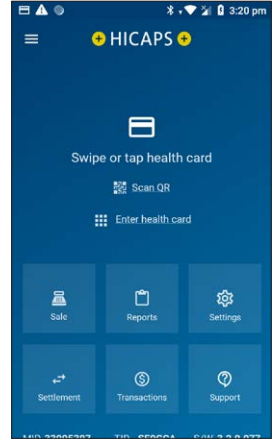 3:20 pm
HICAPS
Swipe or tap health card
Scan QR
Enter health card
Sale Reports Settings
Settlement Transactions Support